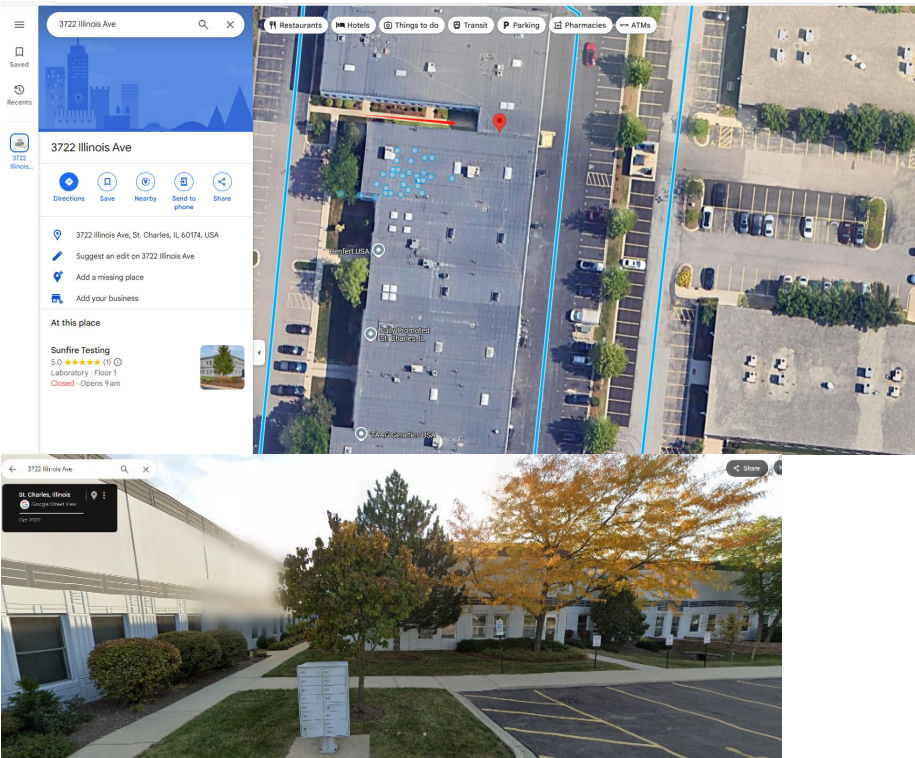 3722 Illinois Ave
Restaurants
Hotels
Things to do
Transit
Parking
Pharmacies
ATMs
Saved
Recents
3722
Illinois...
3722 Illinois Ave
Directions
Save
Nearby
Send to
phone
Share
3722 Illinois Ave, St. Charles, IL 60174, USA
Suggest an edit on 3722 Illinois Ave
Add a missing place
Add your business
At this place
Sunfire Testing
5.0 ★★★★★ (1)
Laboratory · Floor 1
Closed · Opens 9 am
Renfert USA
Fully Promoted
St. Charles, IL
TAAG Genetics USA
3722 Illinois Ave
Share
St. Charles, Illinois
Google Street View
Oct 2022